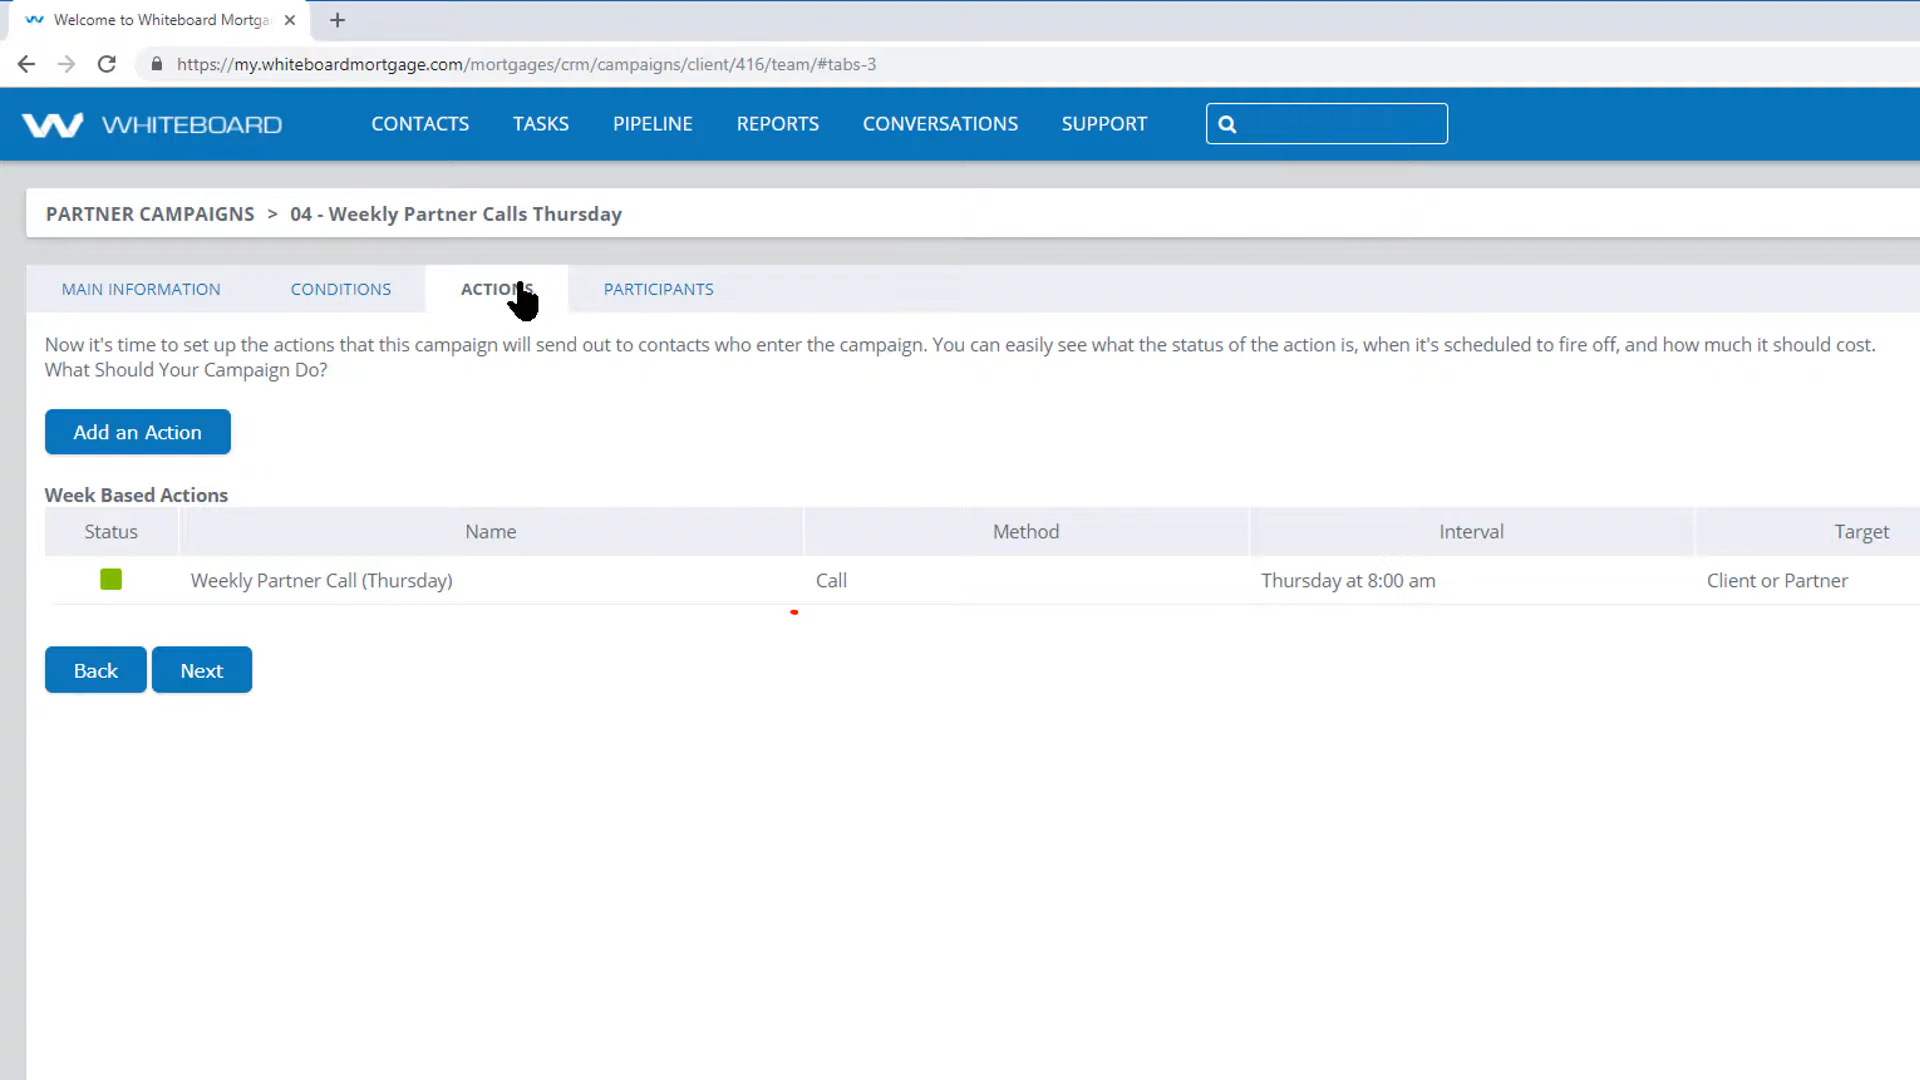 Welcome to Whiteboard Mortga
https://my.whiteboardmortgage.com/mortgages/crm/campaigns/client/416/team/#tabs-3
WHITEBOARD CONTACTS TASKS PIPELINE REPORTS CONVERSATIONS SUPPORT
PARTNER CAMPAIGNS > 04 - Weekly Partner Calls Thursday
MAIN INFORMATION CONDITIONS ACTIONS PARTICIPANTS
Now it's time to set up the actions that this campaign will send out to contacts who enter the campaign. You can easily see what the status of the action is, when it's scheduled to fire off, and how much it should cost.
What Should Your Campaign Do?
Add an Action
Week Based Actions
Status Name Method Interval Target
Weekly Partner Call (Thursday) Call Thursday at 8:00 am Client or Partner
Back Next